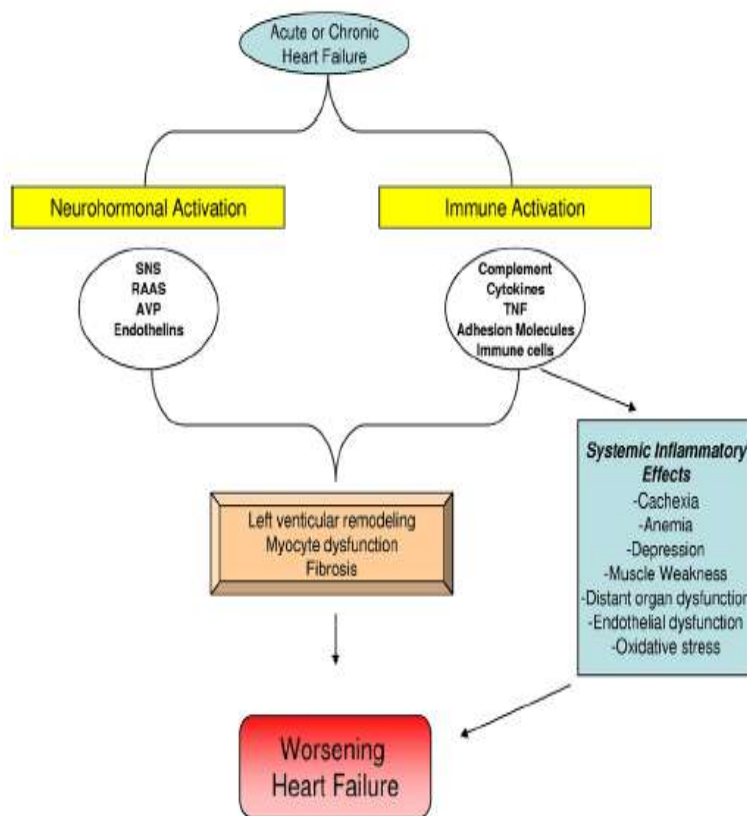 Acute or Chronic
Heart Failure
Neurohormonal Activation
Immune Activation
SNS
RAAS
AVP
Endothelins
Complement
Cytokines
TNF
Adhesion Molecules
Immune cells
Systemic Inflammatory
Effects
-Cachexia
-Anemia
-Depression
-Muscle Weakness
-Distant organ dysfunction
-Endothelial dysfunction
-Oxidative stress
Left ventricular remodeling
Myocyte dysfunction
Fibrosis
Worsening
Heart Failure